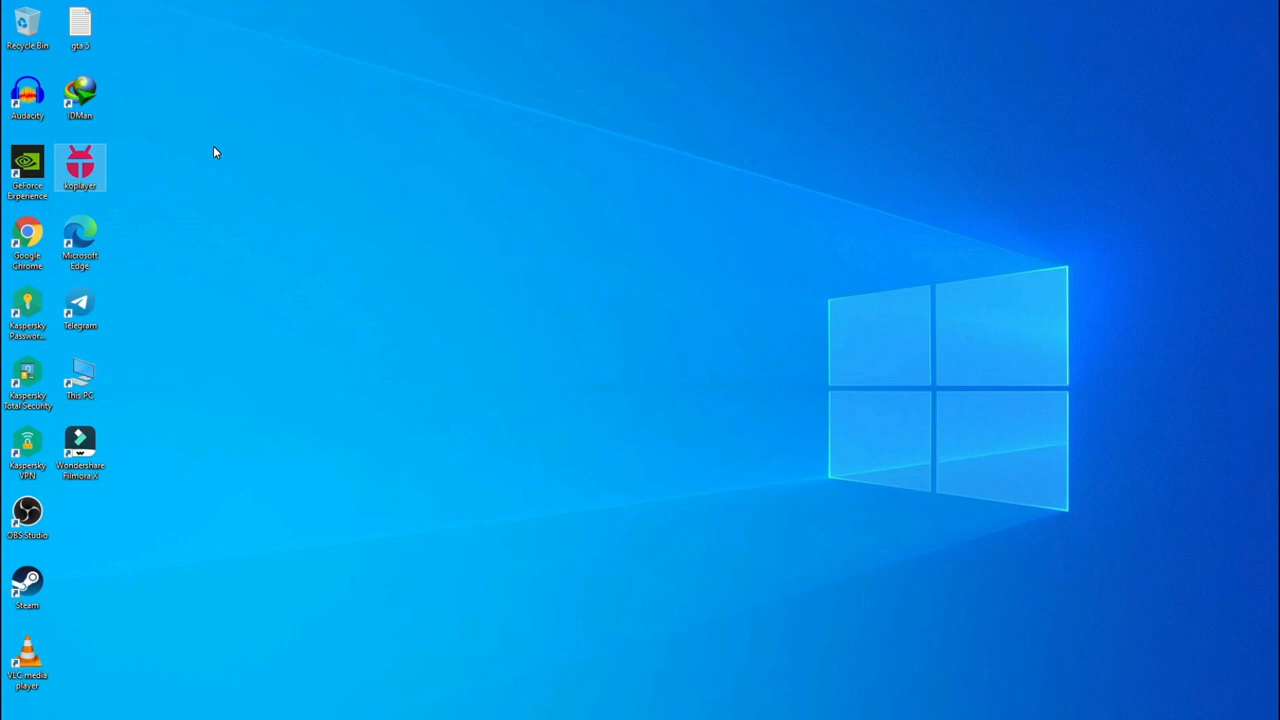 Recycle Bin
gta 5
Audacity
IDMan
GeForce
Experience
koplayer
Google
Chrome
Microsoft
Edge
Kaspersky
Passwor...
Telegram
Kaspersky
Total Security
This PC
Kaspersky
VPN
Wondershare
Filmora X
OBS Studio
Steam
VLC media
player